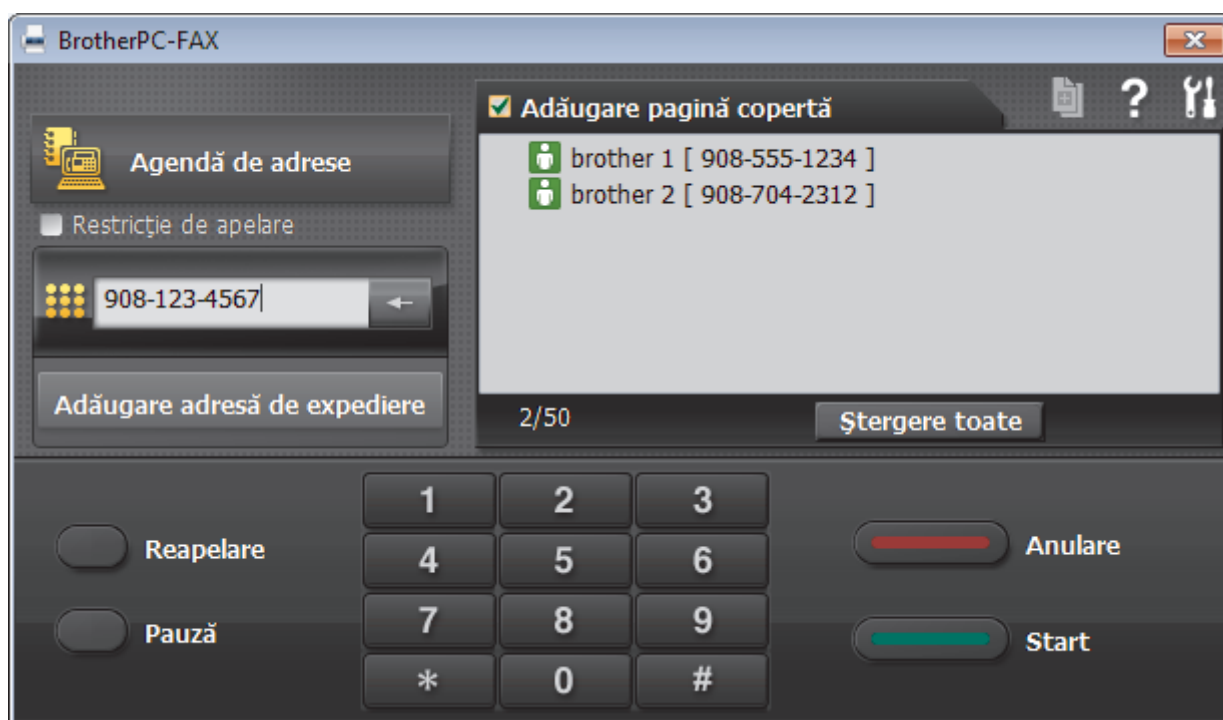 BrotherPC-FAX
Adăugare pagină copertă
?
Agendă de adrese
brother 1 [ 908-555-1234 ]
brother 2 [ 908-704-2312 ]
Restricţie de apelare
908-123-4567
Adăugare adresă de expediere
2/50
Ştergere toate
1 2 3
4 5 6
7 8 9
* 0 #
Reapelare
Pauză
Anulare
Start